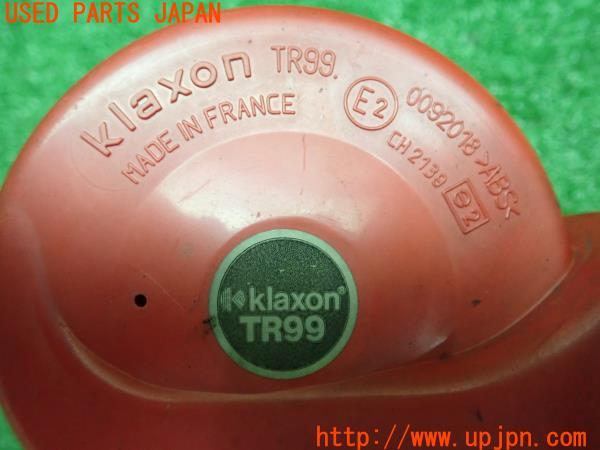 USED PARTS JAPAN
klaxon TR99.
MADE IN FRANCE
E2
0092018 >ABS<
CH 2139 e2
klaxon®
TR99
http://www.upjpn.com